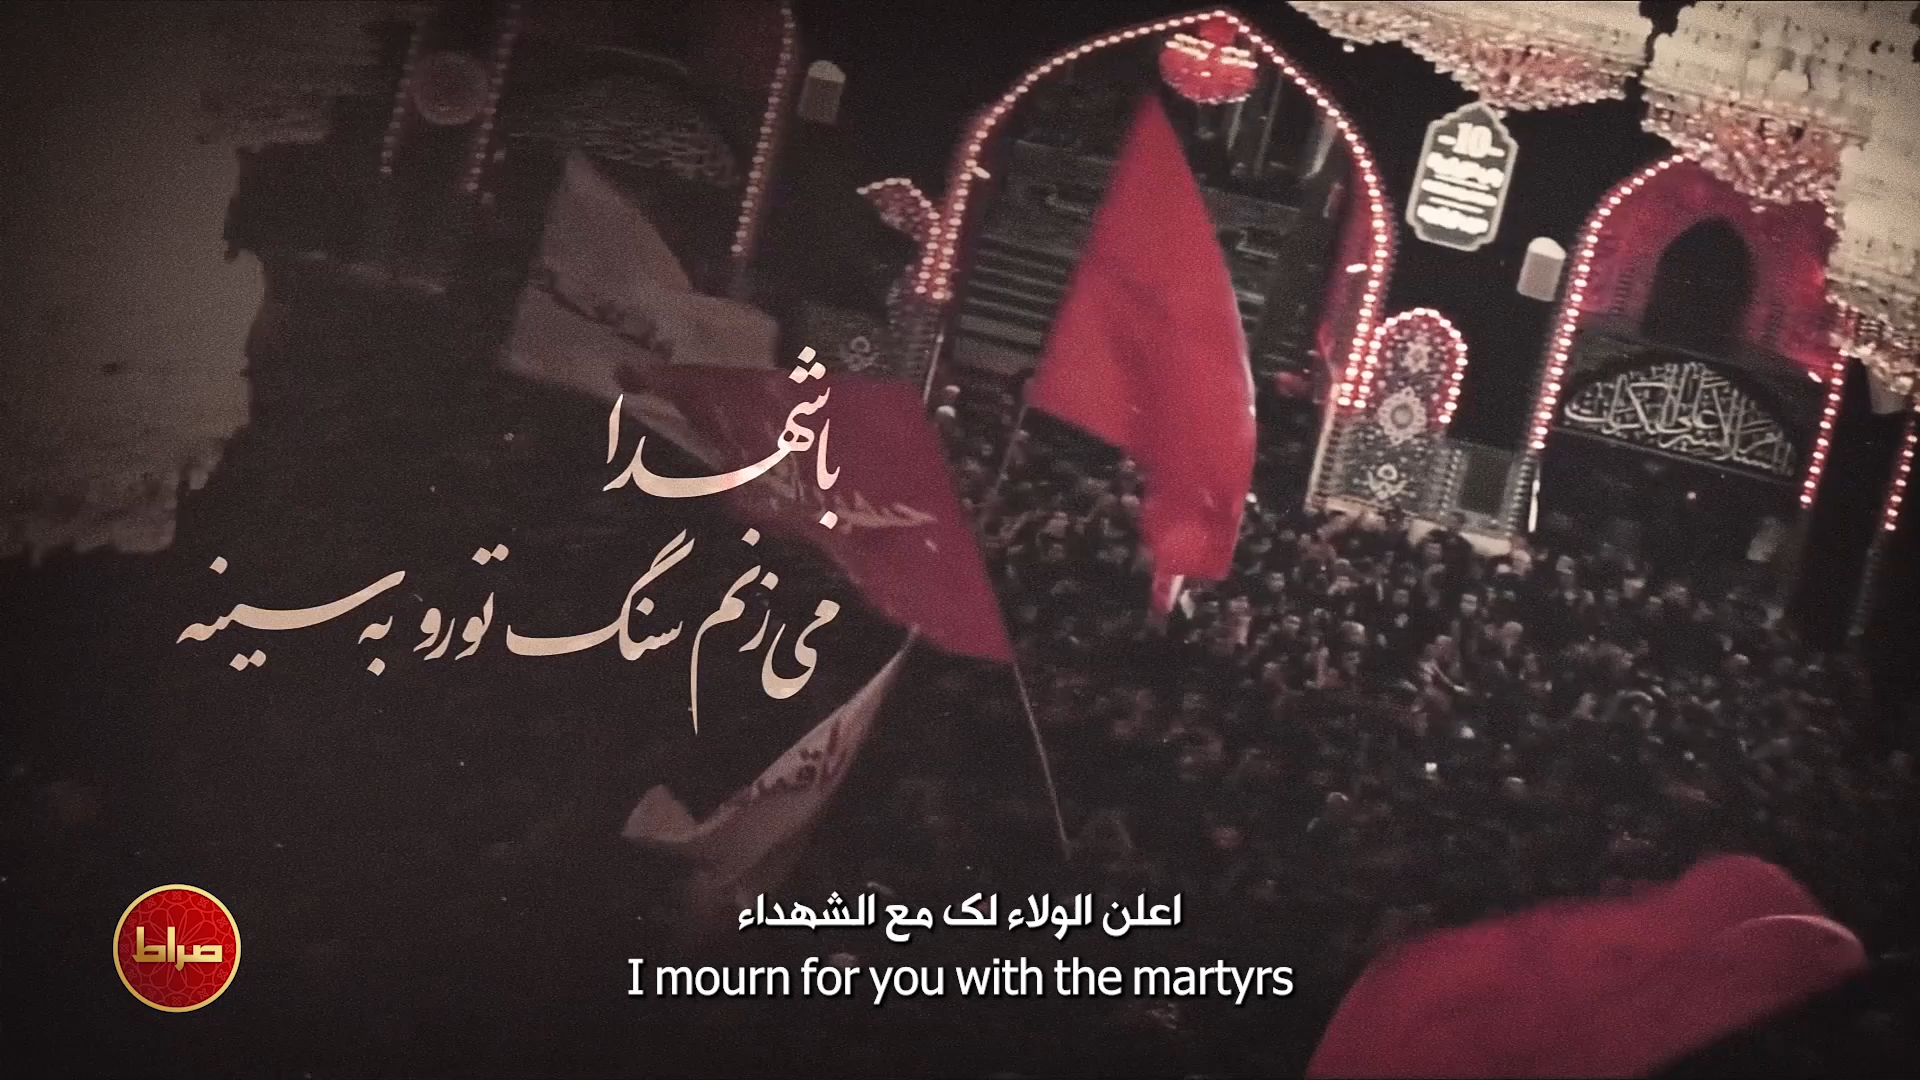 با شهدا
می‌زنم سنگ تورو به سینه
اعلن الولاء لک مع الشهداء
I mourn for you with the martyrs
صراط
10